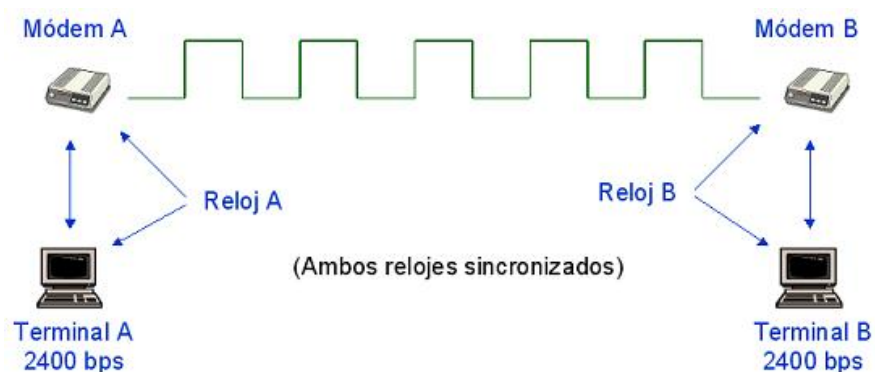 Módem A
Módem B
Reloj A
Reloj B
(Ambos relojes sincronizados)
Terminal A
2400 bps
Terminal B
2400 bps